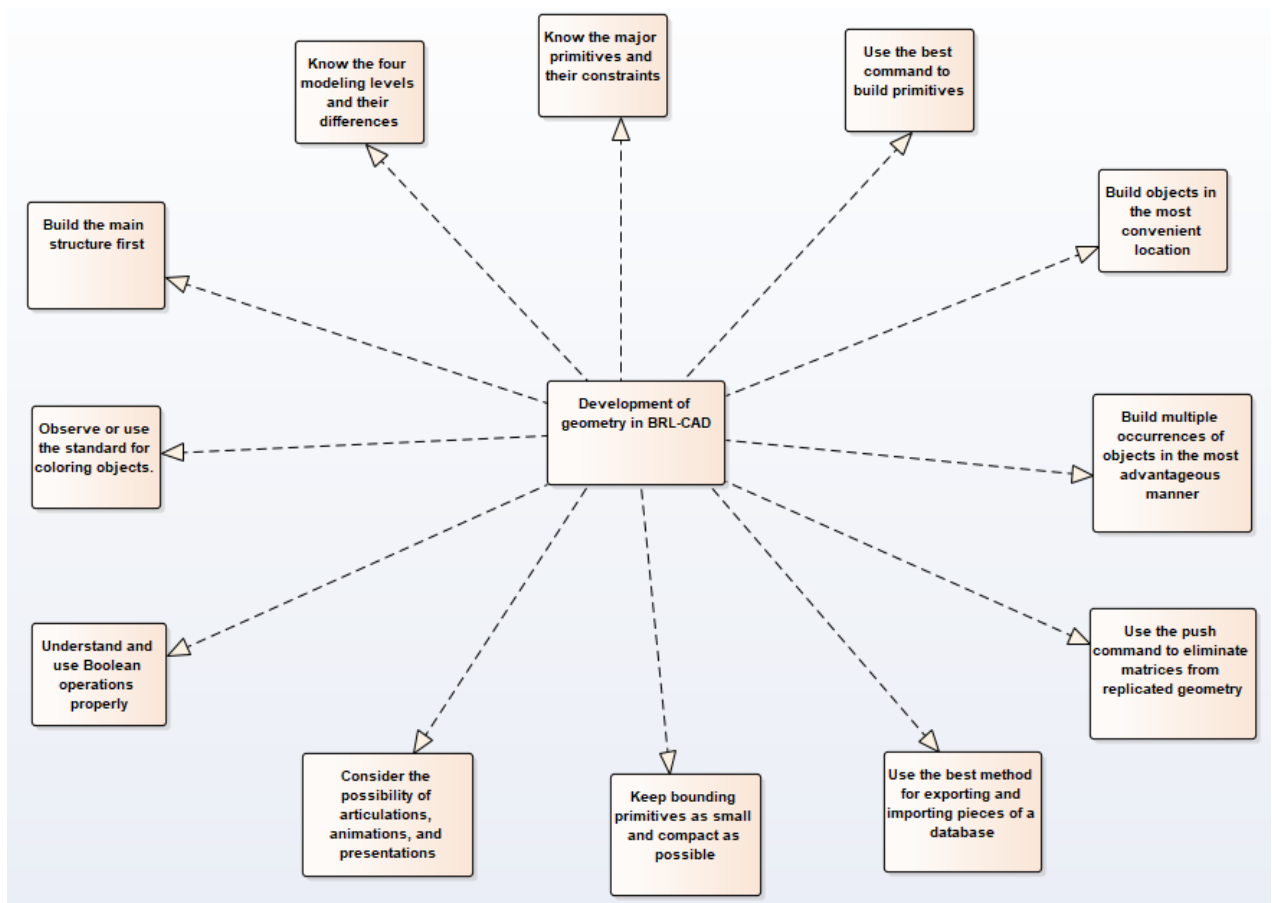 Know the four
modeling levels
and their
differences
Know the major
primitives and
their constraints
Use the best
command to
build primitives
Build the main
structure first
Build objects in
the most
convenient
location
Development of
geometry in BRL-CAD
Observe or use
the standard for
coloring objects.
Build multiple
occurrences of
objects in the most
advantageous
manner
Understand and
use Boolean
operations
properly
Use the push
command to eliminate
matrices from
replicated geometry
Consider the
possibility of
articulations,
animations, and
presentations
Keep bounding
primitives as small
and compact as
possible
Use the best method
for exporting and
importing pieces of a
database